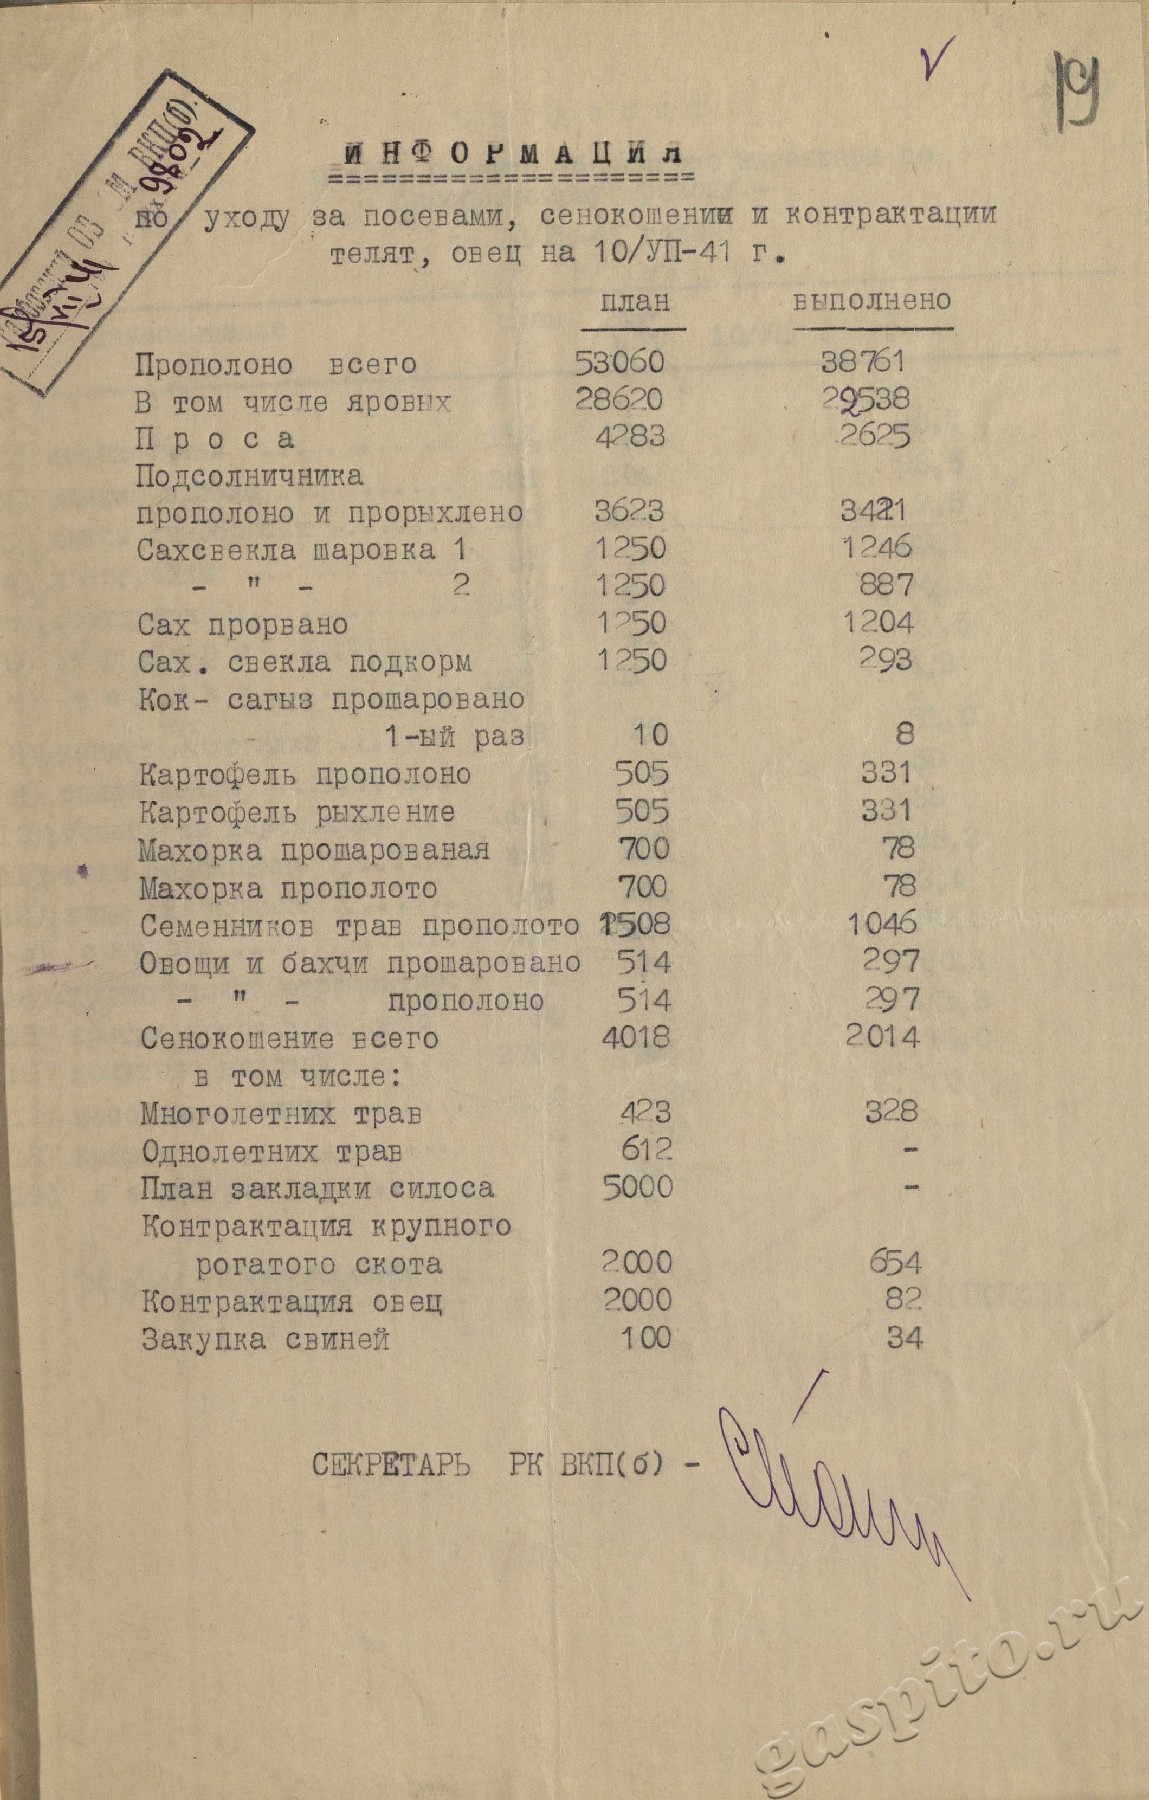 19
ИНФОРМАЦИЯ
по уходу за посевами, сенокошении и контрактации
телят, овец на 10/УП-41 г.
план выполнено
Прополоно всего 53060 38761
В том числе яровых 28620 22538
П р о с а 4283 2625
Подсолничника
прополоно и прорыхлено 3623 3421
Сахсвекла шаровка 1 1250 1246
- " - 2 1250 887
Сах прорвано 1250 1204
Сах. свекла подкорм 1250 293
Кок- сагыз прошаровано
1-ый раз 10 8
Картофель прополоно 505 331
Картофель рыхление 505 331
Махорка прошарованая 700 78
Махорка прополото 700 78
Семенников трав прополото 1508 1046
Овощи и бахчи прошаровано 514 297
- " - прополоно 514 297
Сенокошение всего 4018 2014
в том числе:
Многолетних трав 423 328
Однолетних трав 612 -
План закладки силоса 5000 -
Контрактация крупного
рогатого скота 2000 654
Контрактация овец 2000 82
Закупка свиней 100 34
СЕКРЕТАРЬ РК ВКП(б) -
ВКП(б).
9802
gaspito.ru